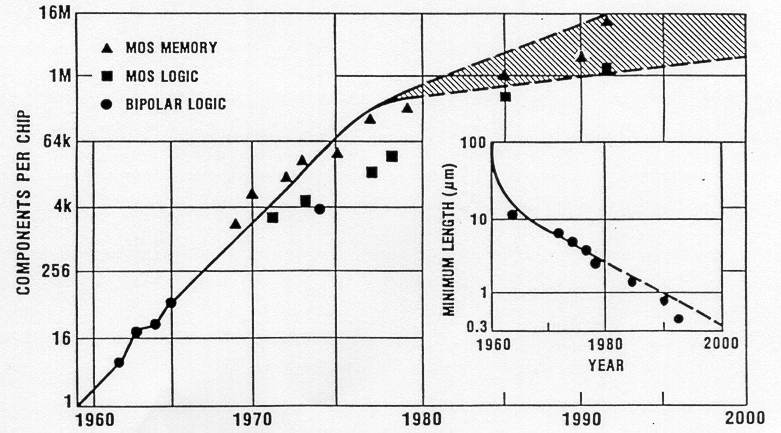 16M
1M
64k
4k
256
16
1
COMPONENTS PER CHIP
MOS MEMORY
MOS LOGIC
BIPOLAR LOGIC
1960
1970
1980
1990
2000
100
10
1
0.3
MINIMUM LENGTH (μm)
1960
1980
2000
YEAR